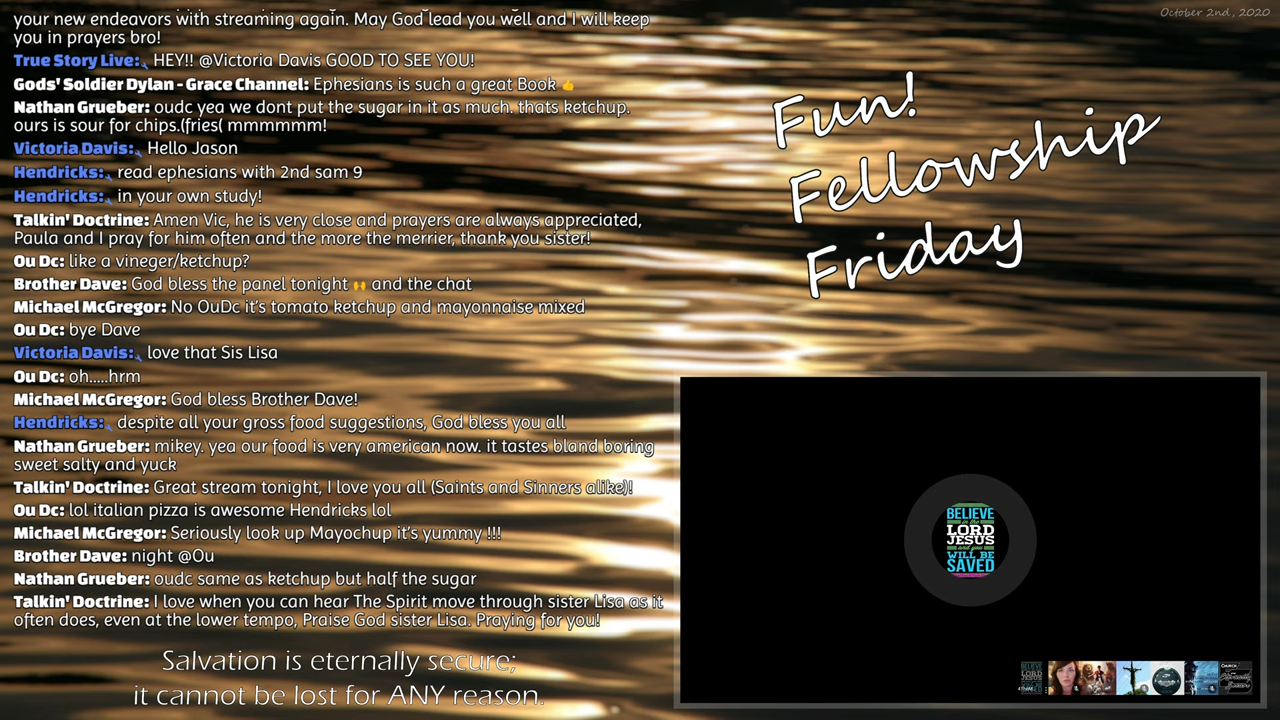 your new endeavors with streaming again. May God lead you well and I will keep
you in prayers bro!
True Story Live: HEY!! @Victoria Davis GOOD TO SEE YOU!
Gods' Soldier Dylan - Grace Channel: Ephesians is such a great Book 👍
Nathan Grueber: oudc yea we dont put the sugar in it as much. thats ketchup.
ours is sour for chips.(fries( mmmmmm!
Victoria Davis: Hello Jason
Hendricks: read ephesians with 2nd sam 9
Hendricks: in your own study!
Talkin' Doctrine: Amen Vic, he is very close and prayers are always appreciated,
Paula and I pray for him often and the more the merrier, thank you sister!
Ou Dc: like a vineger/ketchup?
Brother Dave: God bless the panel tonight 🙌 and the chat
Michael McGregor: No OuDc it's tomato ketchup and mayonnaise mixed
Ou Dc: bye Dave
Victoria Davis: love that Sis Lisa
Ou Dc: oh.....hrm
Michael McGregor: God bless Brother Dave!
Hendricks: despite all your gross food suggestions, God bless you all
Nathan Grueber: mikey. yea our food is very american now. it tastes bland boring
sweet salty and yuck
Talkin' Doctrine: Great stream tonight, I love you all (Saints and Sinners alike)!
Ou Dc: lol italian pizza is awesome Hendricks lol
Michael McGregor: Seriously look up Mayochup it's yummy !!!
Brother Dave: night @Ou
Nathan Grueber: oudc same as ketchup but half the sugar
Talkin' Doctrine: I love when you can hear The Spirit move through sister Lisa as it
often does, even at the lower tempo, Praise God sister Lisa. Praying for you!
Salvation is eternally secure;
it cannot be lost for ANY reason.
October 2nd, 2020
Fun!
Fellowship
Friday
BELIEVE
in the
LORD
JESUS
and you
WILL BE
SAVED